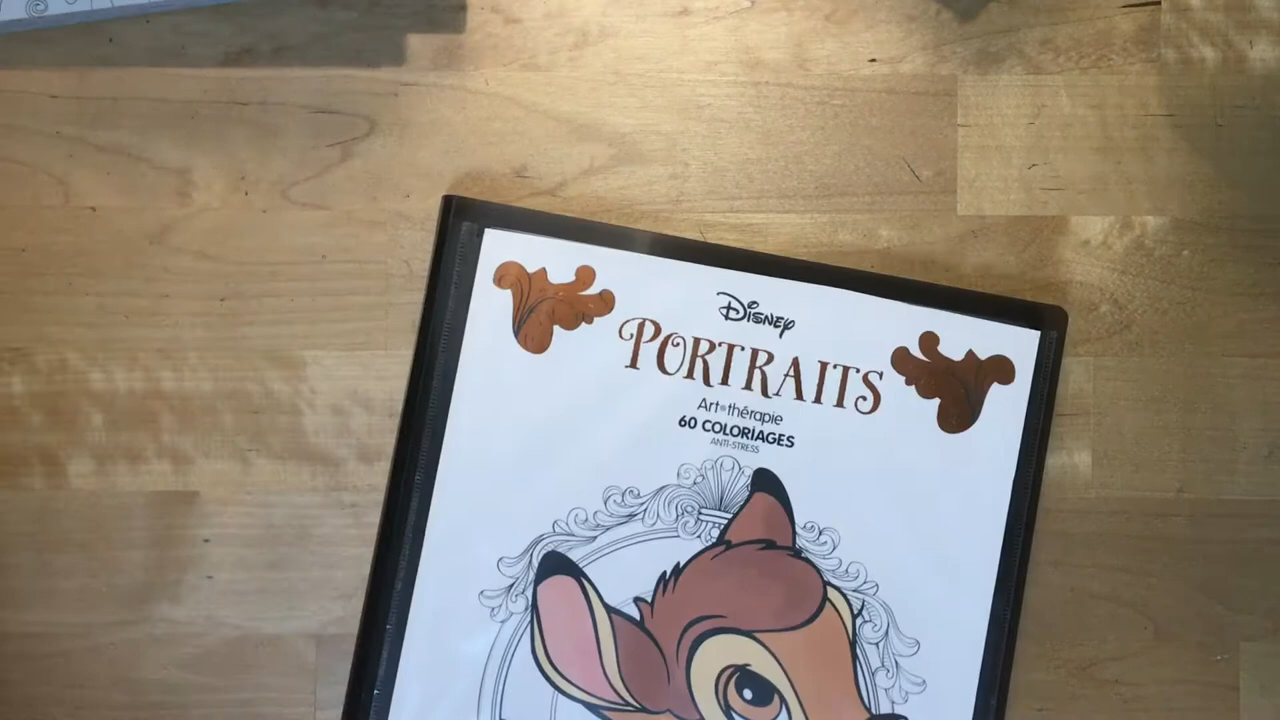 Disney
PORTRAITS
Art•thérapie
60 COLORIAGES
ANTI-STRESS